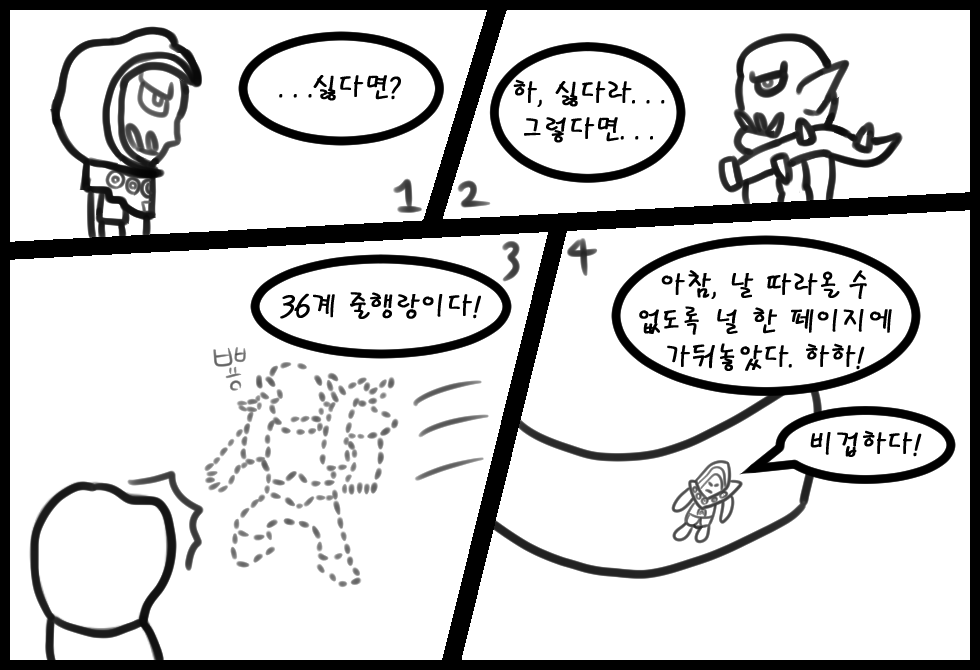 ...싫다면?
1
하, 싫다라...
그렇다면...
2
36계 줄행랑이다!
3
뿅
4
아참, 날 따라올 수
없도록 널 한 페이지에
가둬놓았다. 하하!
비겁하다!